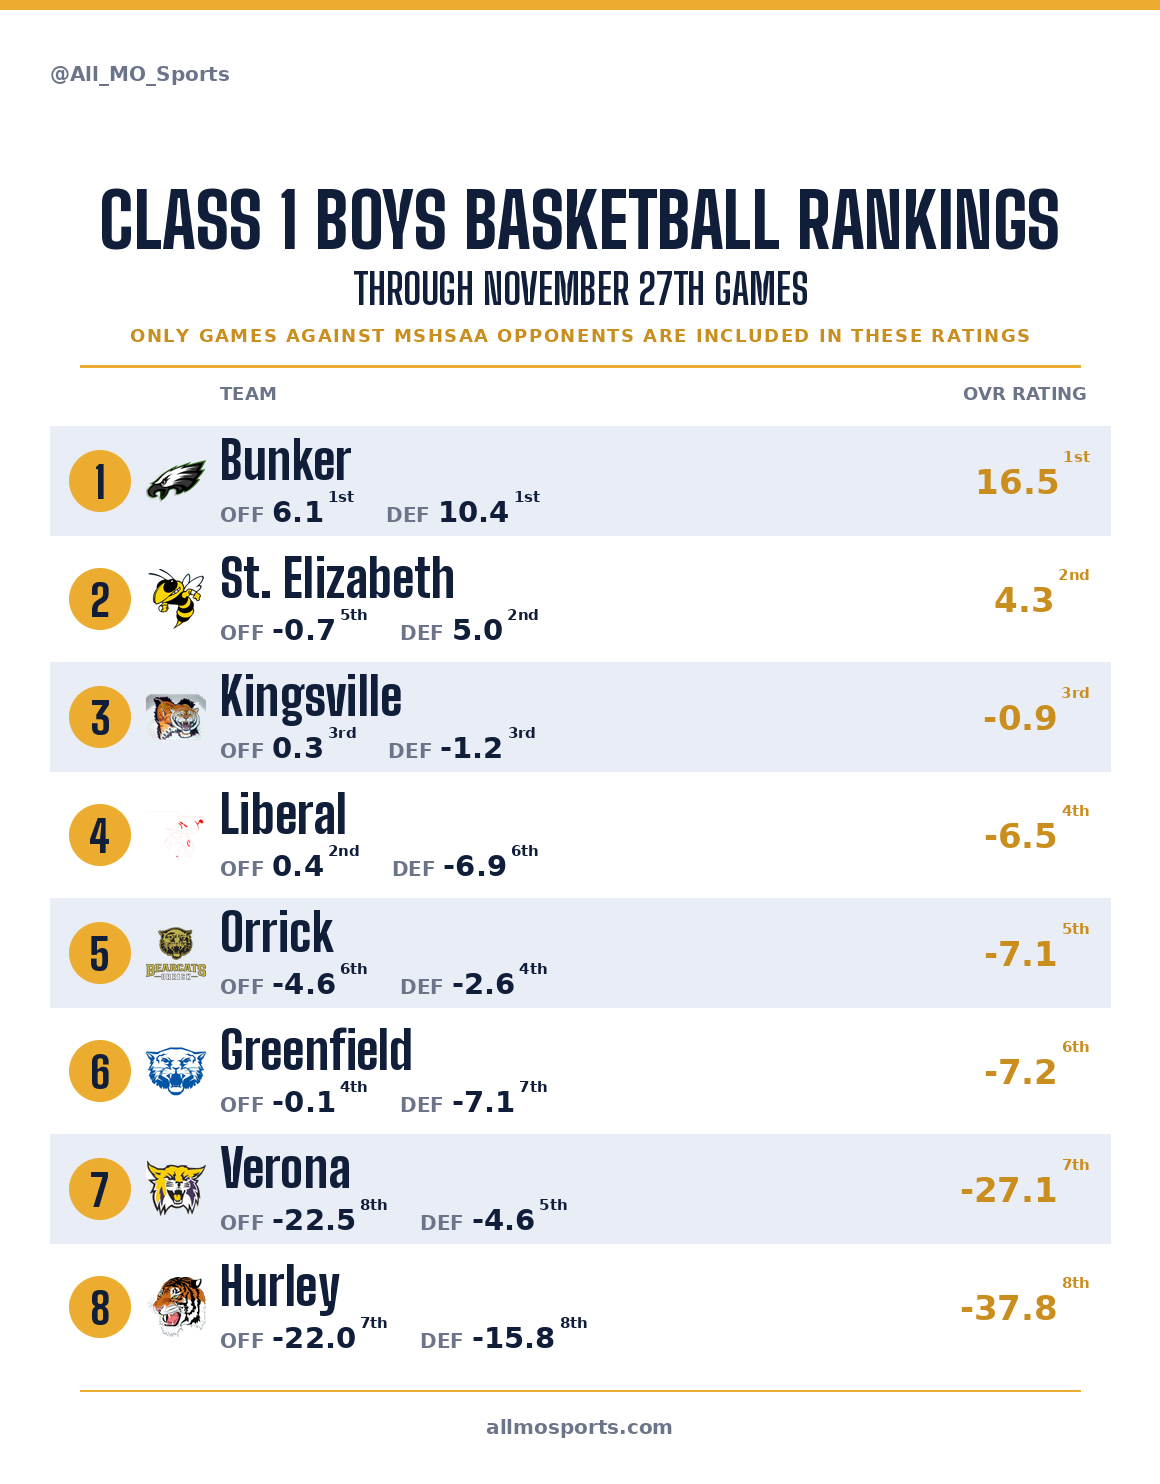 @All_MO_Sports
CLASS 1 BOYS BASKETBALL RANKINGS
THROUGH NOVEMBER 27TH GAMES
ONLY GAMES AGAINST MSHSAA OPPONENTS ARE INCLUDED IN THESE RATINGS
TEAM OVR RATING
1 Bunker 16.5 1st
OFF 6.1 1st DEF 10.4 1st
2 St. Elizabeth 4.3 2nd
OFF -0.7 5th DEF 5.0 2nd
3 Kingsville -0.9 3rd
OFF 0.3 3rd DEF -1.2 3rd
4 Liberal -6.5 4th
OFF 0.4 2nd DEF -6.9 6th
BEARCATS
ORRICK
5 Orrick -7.1 5th
OFF -4.6 6th DEF -2.6 4th
6 Greenfield -7.2 6th
OFF -0.1 4th DEF -7.1 7th
7 Verona -27.1 7th
OFF -22.5 8th DEF -4.6 5th
8 Hurley -37.8 8th
OFF -22.0 7th DEF -15.8 8th
allmosports.com